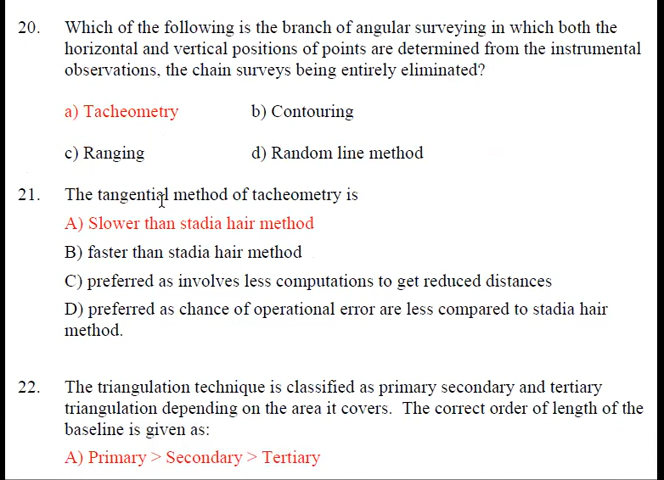 20. Which of the following is the branch of angular surveying in which both the
horizontal and vertical positions of points are determined from the instrumental
observations, the chain surveys being entirely eliminated?
a) Tacheometry b) Contouring
c) Ranging d) Random line method
21. The tangential method of tacheometry is
A) Slower than stadia hair method
B) faster than stadia hair method
C) preferred as involves less computations to get reduced distances
D) preferred as chance of operational error are less compared to stadia hair
method.
22. The triangulation technique is classified as primary secondary and tertiary
triangulation depending on the area it covers. The correct order of length of the
baseline is given as:
A) Primary > Secondary > Tertiary